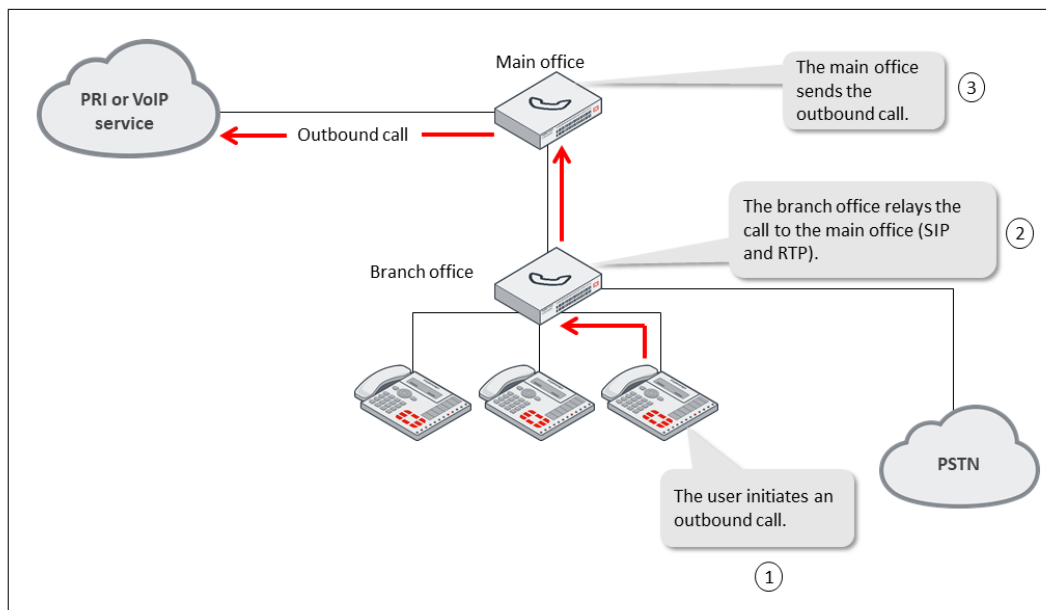 Main office
PRI or VoIP
service
Outbound call
The main office
sends the
outbound call.
3
The branch office relays the
call to the main office (SIP
and RTP).
2
Branch office
PSTN
The user initiates an
outbound call.
1